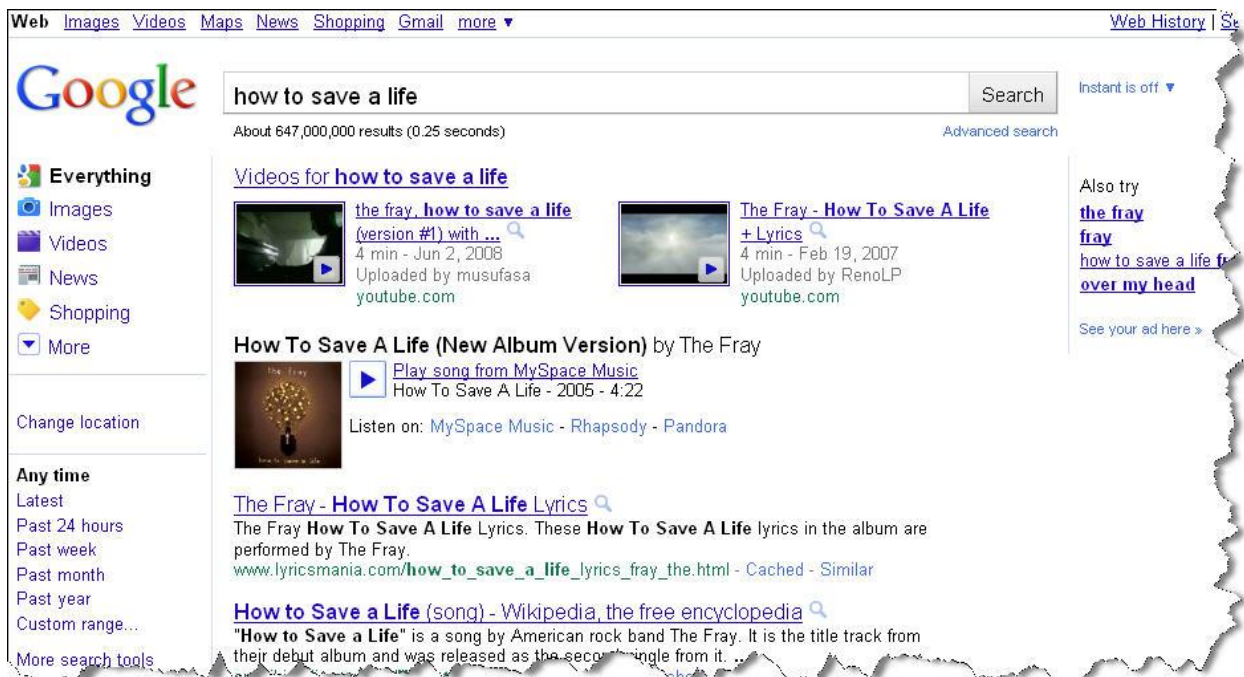 Web Images Videos Maps News Shopping Gmail more ▼ Web History |
Google
how to save a life Search Instant is off ▼
About 647,000,000 results (0.25 seconds) Advanced search
Everything
Images
Videos
News
Shopping
More
Change location
Any time
Latest
Past 24 hours
Past week
Past month
Past year
Custom range...
More search tools
Videos for how to save a life
the fray, how to save a life
(version #1) with ...
4 min - Jun 2, 2008
Uploaded by musufasa
youtube.com
The Fray - How To Save A Life
+ Lyrics
4 min - Feb 19, 2007
Uploaded by RenoLP
youtube.com
How To Save A Life (New Album Version) by The Fray
the fray
how to save a life
Play song from MySpace Music
How To Save A Life - 2005 - 4:22
Listen on: MySpace Music - Rhapsody - Pandora
The Fray - How To Save A Life Lyrics
The Fray How To Save A Life Lyrics. These How To Save A Life lyrics in the album are
performed by The Fray.
www.lyricsmania.com/how_to_save_a_life_lyrics_fray_the.html - Cached - Similar
How to Save a Life (song) - Wikipedia, the free encyclopedia
"How to Save a Life" is a song by American rock band The Fray. It is the title track from
their debut album and was released as the second single from it. ...
Also try
the fray
fray
how to save a life
over my head
See your ad here »